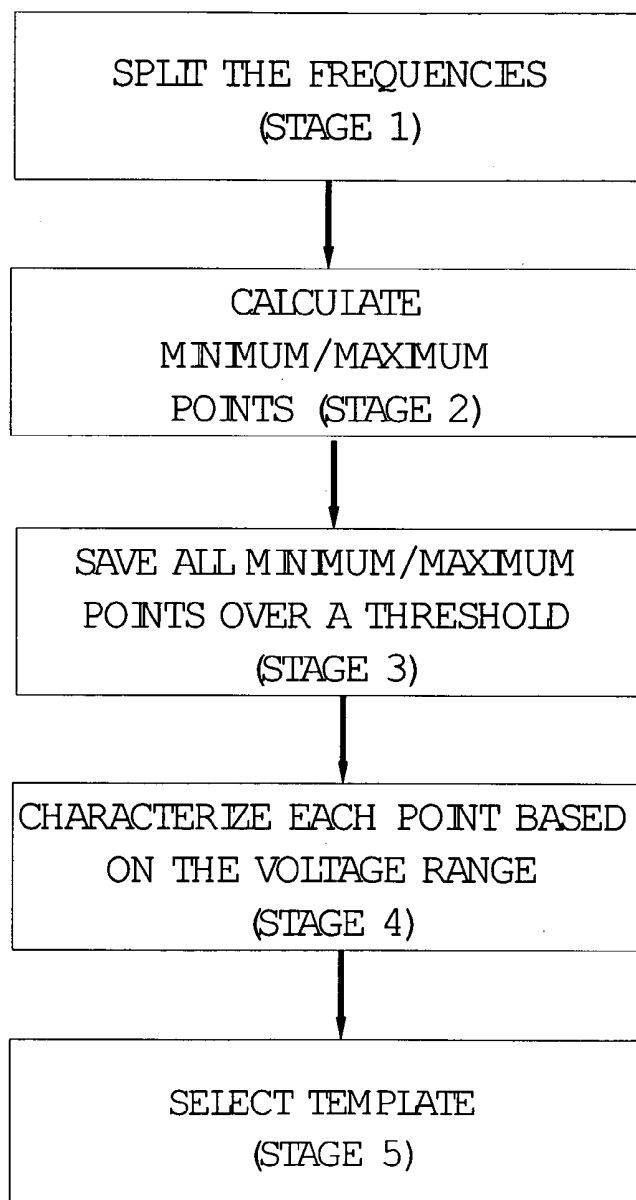 SPLIT THE FREQUENCIES
(STAGE 1)
CALCULATE
MINIMUM/MAXIMUM
POINTS (STAGE 2)
SAVE ALL MINIMUM/MAXIMUM
POINTS OVER A THRESHOLD
(STAGE 3)
CHARACTERIZE EACH POINT BASED
ON THE VOLTAGE RANGE
(STAGE 4)
SELECT TEMPLATE
(STAGE 5)